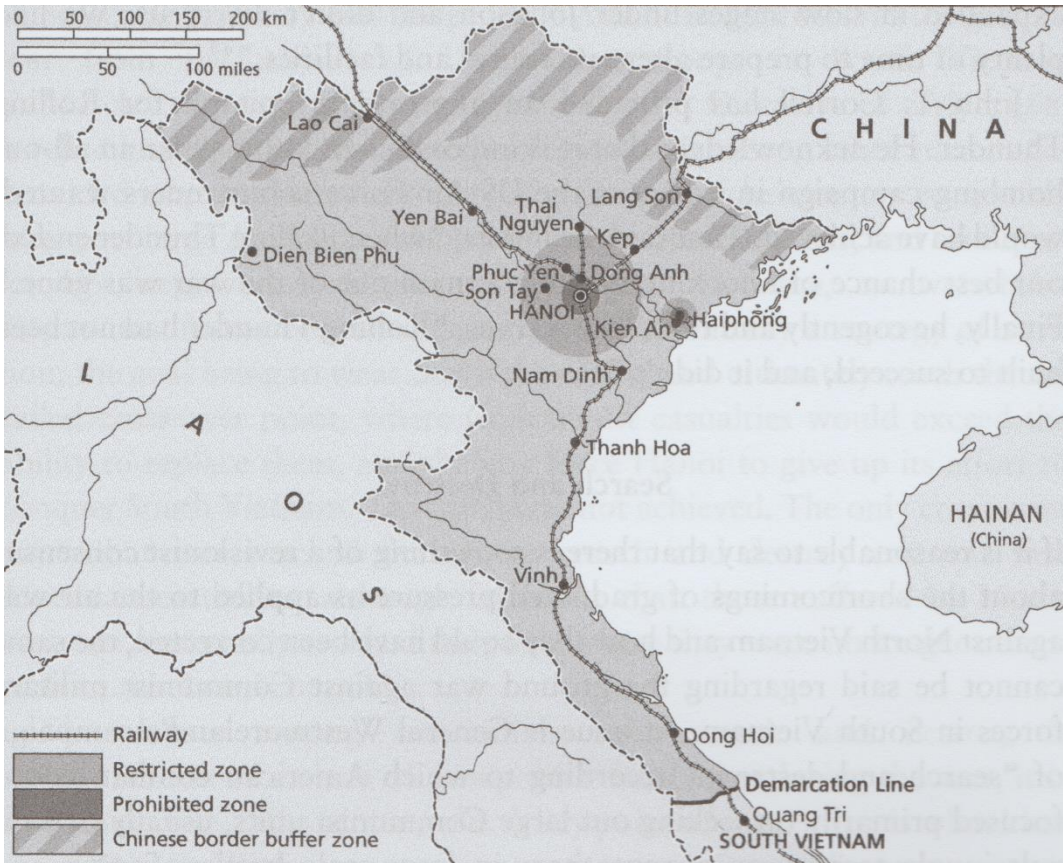 0 50 100 150 200 km
0 50 100 miles
CHINA
Lao Cai
Lang Son
Yen Bai
Thai
Nguyen
Kep
Dien Bien Phu
Phuc Yen
Dong Anh
Son Tay
HANOI
Haiphong
Kien An
Nam Dinh
LAOS
Thanh Hoa
HAINAN
(China)
Vinh
Dong Hoi
Demarcation Line
Quang Tri
SOUTH VIETNAM
Railway
Restricted zone
Prohibited zone
Chinese border buffer zone